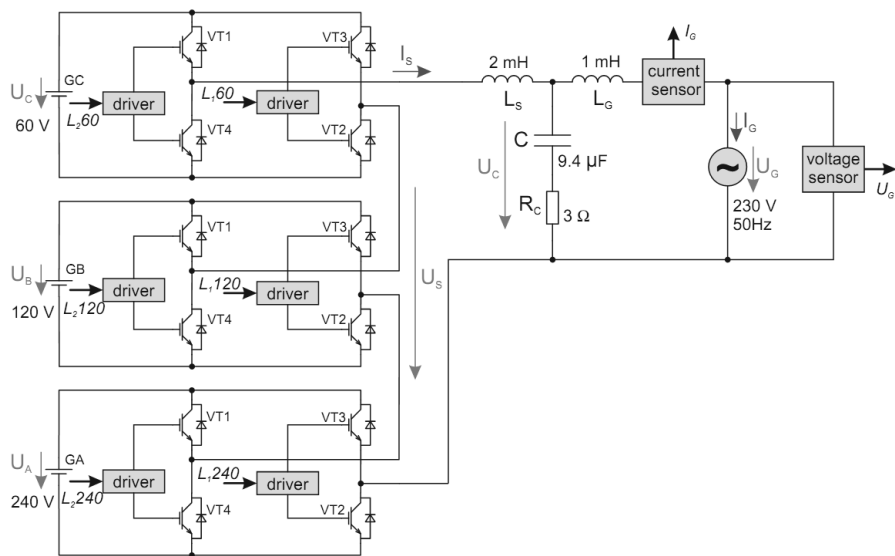 GC
VT1
VT3
U_C
60 V
L₂60
driver
L₁60
driver
VT4
VT2
I_S
2 mH
L_S
1 mH
L_G
I_G
current
sensor
C
9.4 µF
U_C
R_C
3 Ω
I_G
U_G
~
230 V
50Hz
voltage
sensor
U_G
U_S
GB
VT1
VT3
U_B
120 V
L₂120
driver
L₁120
driver
VT4
VT2
GA
VT1
VT3
U_A
240 V
L₂240
driver
L₁240
driver
VT4
VT2